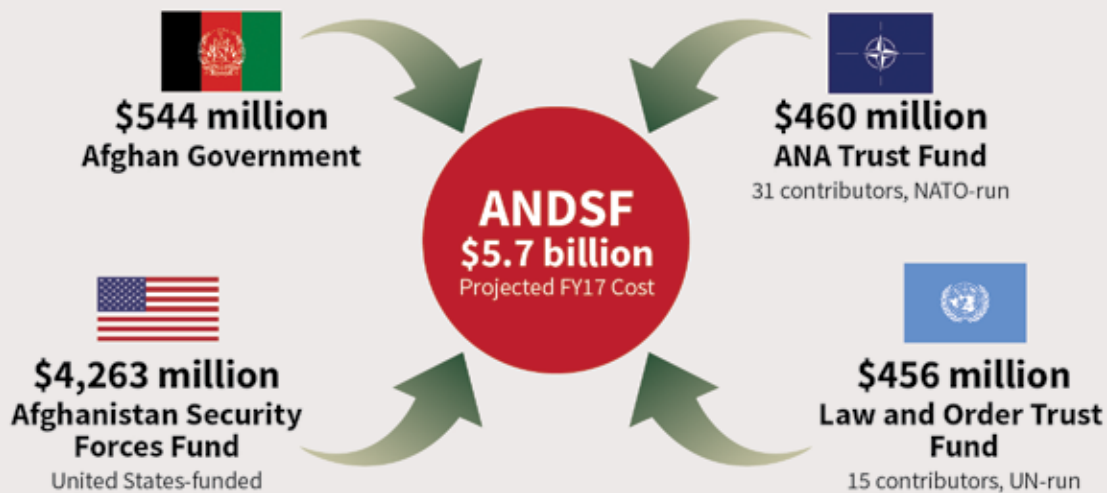 $544 million
Afghan Government
$460 million
ANA Trust Fund
31 contributors, NATO-run
ANDSF
$5.7 billion
Projected FY17 Cost
$4,263 million
Afghanistan Security
Forces Fund
United States-funded
$456 million
Law and Order Trust
Fund
15 contributors, UN-run